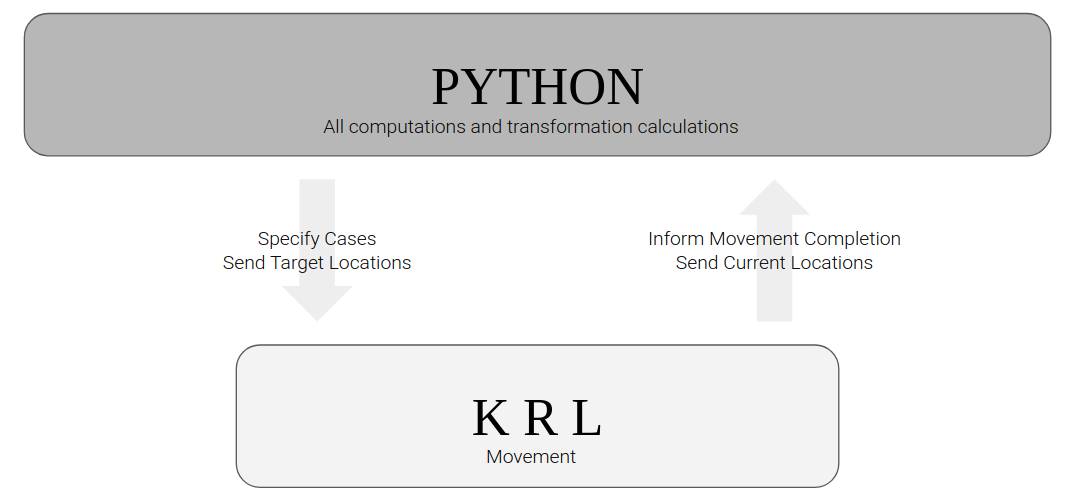 PYTHON
All computations and transformation calculations
Specify Cases
Send Target Locations
Inform Movement Completion
Send Current Locations
K R L
Movement